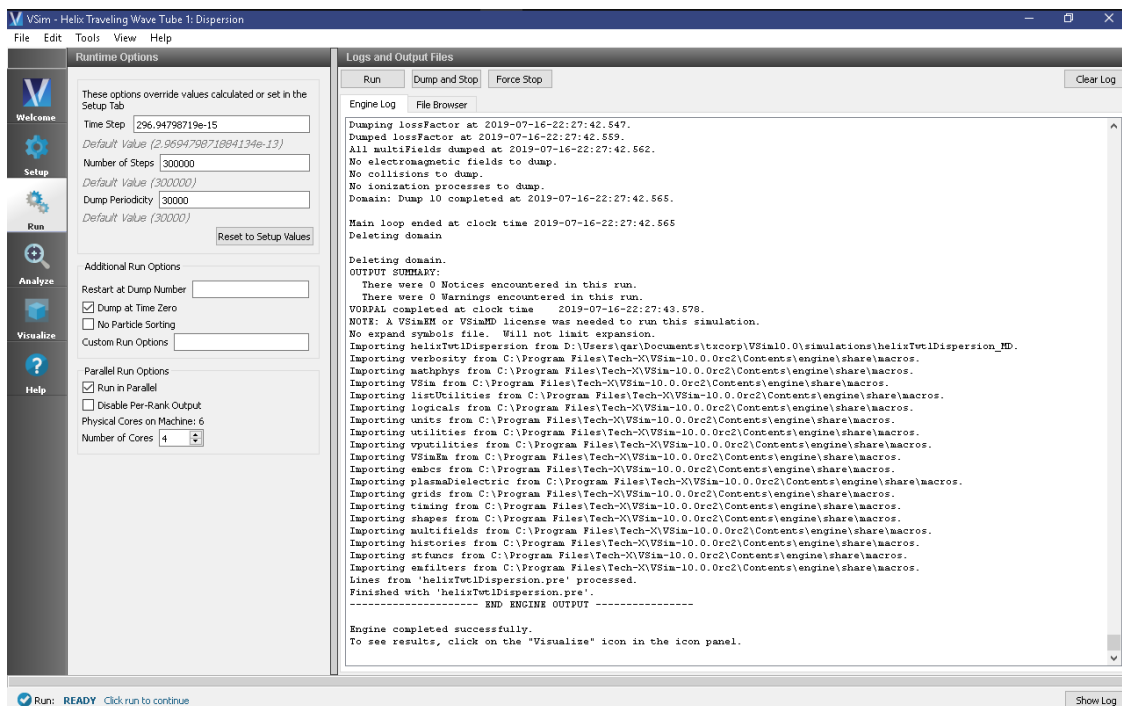 VSim - Helix Traveling Wave Tube 1: Dispersion
File Edit Tools View Help
Welcome
Setup
Run
Analyze
Visualize
Help
Runtime Options
These options override values calculated or set in the
Setup Tab
Time Step 296.94798719e-15
Default Value (2.969479871884134e-13)
Number of Steps 300000
Default Value (300000)
Dump Periodicity 30000
Default Value (30000)
Reset to Setup Values
Additional Run Options
Restart at Dump Number
Dump at Time Zero
No Particle Sorting
Custom Run Options
Parallel Run Options
Run in Parallel
Disable Per-Rank Output
Physical Cores on Machine: 6
Number of Cores 4
Logs and Output Files
Run Dump and Stop Force Stop Clear Log
Engine Log File Browser
Dumping lossFactor at 2019-07-16-22:27:42.547.
Dumped lossFactor at 2019-07-16-22:27:42.559.
All multiFields dumped at 2019-07-16-22:27:42.562.
No electromagnetic fields to dump.
No collisions to dump.
No ionization processes to dump.
Domain: Dump 10 completed at 2019-07-16-22:27:42.565.
Main loop ended at clock time 2019-07-16-22:27:42.565
Deleting domain
Deleting domain.
OUTPUT SUMMARY:
There were 0 Notices encountered in this run.
There were 0 Warnings encountered in this run.
VORPAL completed at clock time 2019-07-16-22:27:43.578.
NOTE: A VSimEM or VSimMD license was needed to run this simulation.
No expand symbols file. Will not limit expansion.
Importing helixTwt1Dispersion from D:\Users\qar\Documents\txcorp\VSim10.0\simulations\helixTwt1Dispersion_MD.
Importing verbosity from C:\Program Files\Tech-X\VSim-10.0.0rc2\Contents\engine\share\macros.
Importing mathphys from C:\Program Files\Tech-X\VSim-10.0.0rc2\Contents\engine\share\macros.
Importing VSim from C:\Program Files\Tech-X\VSim-10.0.0rc2\Contents\engine\share\macros.
Importing listUtilities from C:\Program Files\Tech-X\VSim-10.0.0rc2\Contents\engine\share\macros.
Importing logicals from C:\Program Files\Tech-X\VSim-10.0.0rc2\Contents\engine\share\macros.
Importing units from C:\Program Files\Tech-X\VSim-10.0.0rc2\Contents\engine\share\macros.
Importing utilities from C:\Program Files\Tech-X\VSim-10.0.0rc2\Contents\engine\share\macros.
Importing vputilities from C:\Program Files\Tech-X\VSim-10.0.0rc2\Contents\engine\share\macros.
Importing VSimEm from C:\Program Files\Tech-X\VSim-10.0.0rc2\Contents\engine\share\macros.
Importing embcs from C:\Program Files\Tech-X\VSim-10.0.0rc2\Contents\engine\share\macros.
Importing plasmaDielectric from C:\Program Files\Tech-X\VSim-10.0.0rc2\Contents\engine\share\macros.
Importing grids from C:\Program Files\Tech-X\VSim-10.0.0rc2\Contents\engine\share\macros.
Importing timing from C:\Program Files\Tech-X\VSim-10.0.0rc2\Contents\engine\share\macros.
Importing shapes from C:\Program Files\Tech-X\VSim-10.0.0rc2\Contents\engine\share\macros.
Importing multifields from C:\Program Files\Tech-X\VSim-10.0.0rc2\Contents\engine\share\macros.
Importing histories from C:\Program Files\Tech-X\VSim-10.0.0rc2\Contents\engine\share\macros.
Importing stfuncs from C:\Program Files\Tech-X\VSim-10.0.0rc2\Contents\engine\share\macros.
Importing emfilters from C:\Program Files\Tech-X\VSim-10.0.0rc2\Contents\engine\share\macros.
Lines from 'helixTwt1Dispersion.pre' processed.
Finished with 'helixTwt1Dispersion.pre'.
--------------------- END ENGINE OUTPUT ----------------
Engine completed successfully.
To see results, click on the "Visualize" icon in the icon panel.
Run: READY Click run to continue
Show Log